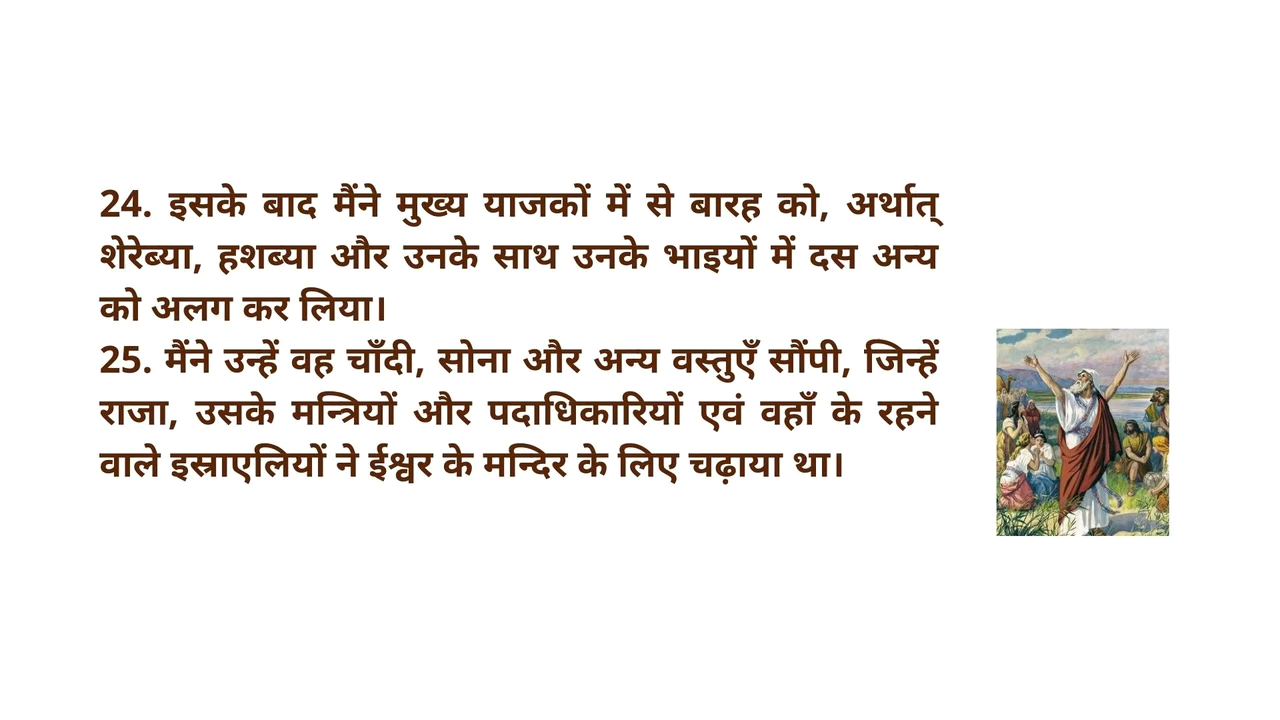 24. इसके बाद मैंने मुख्य याजकों में से बारह को, अर्थात्
शेरेब्या, हशब्या और उनके साथ उनके भाइयों में दस अन्य
को अलग कर लिया।
25. मैंने उन्हें वह चाँदी, सोना और अन्य वस्तुएँ सौंपी, जिन्हें
राजा, उसके मन्त्रियों और पदाधिकारियों एवं वहाँ के रहने
वाले इस्राएलियों ने ईश्वर के मन्दिर के लिए चढ़ाया था।